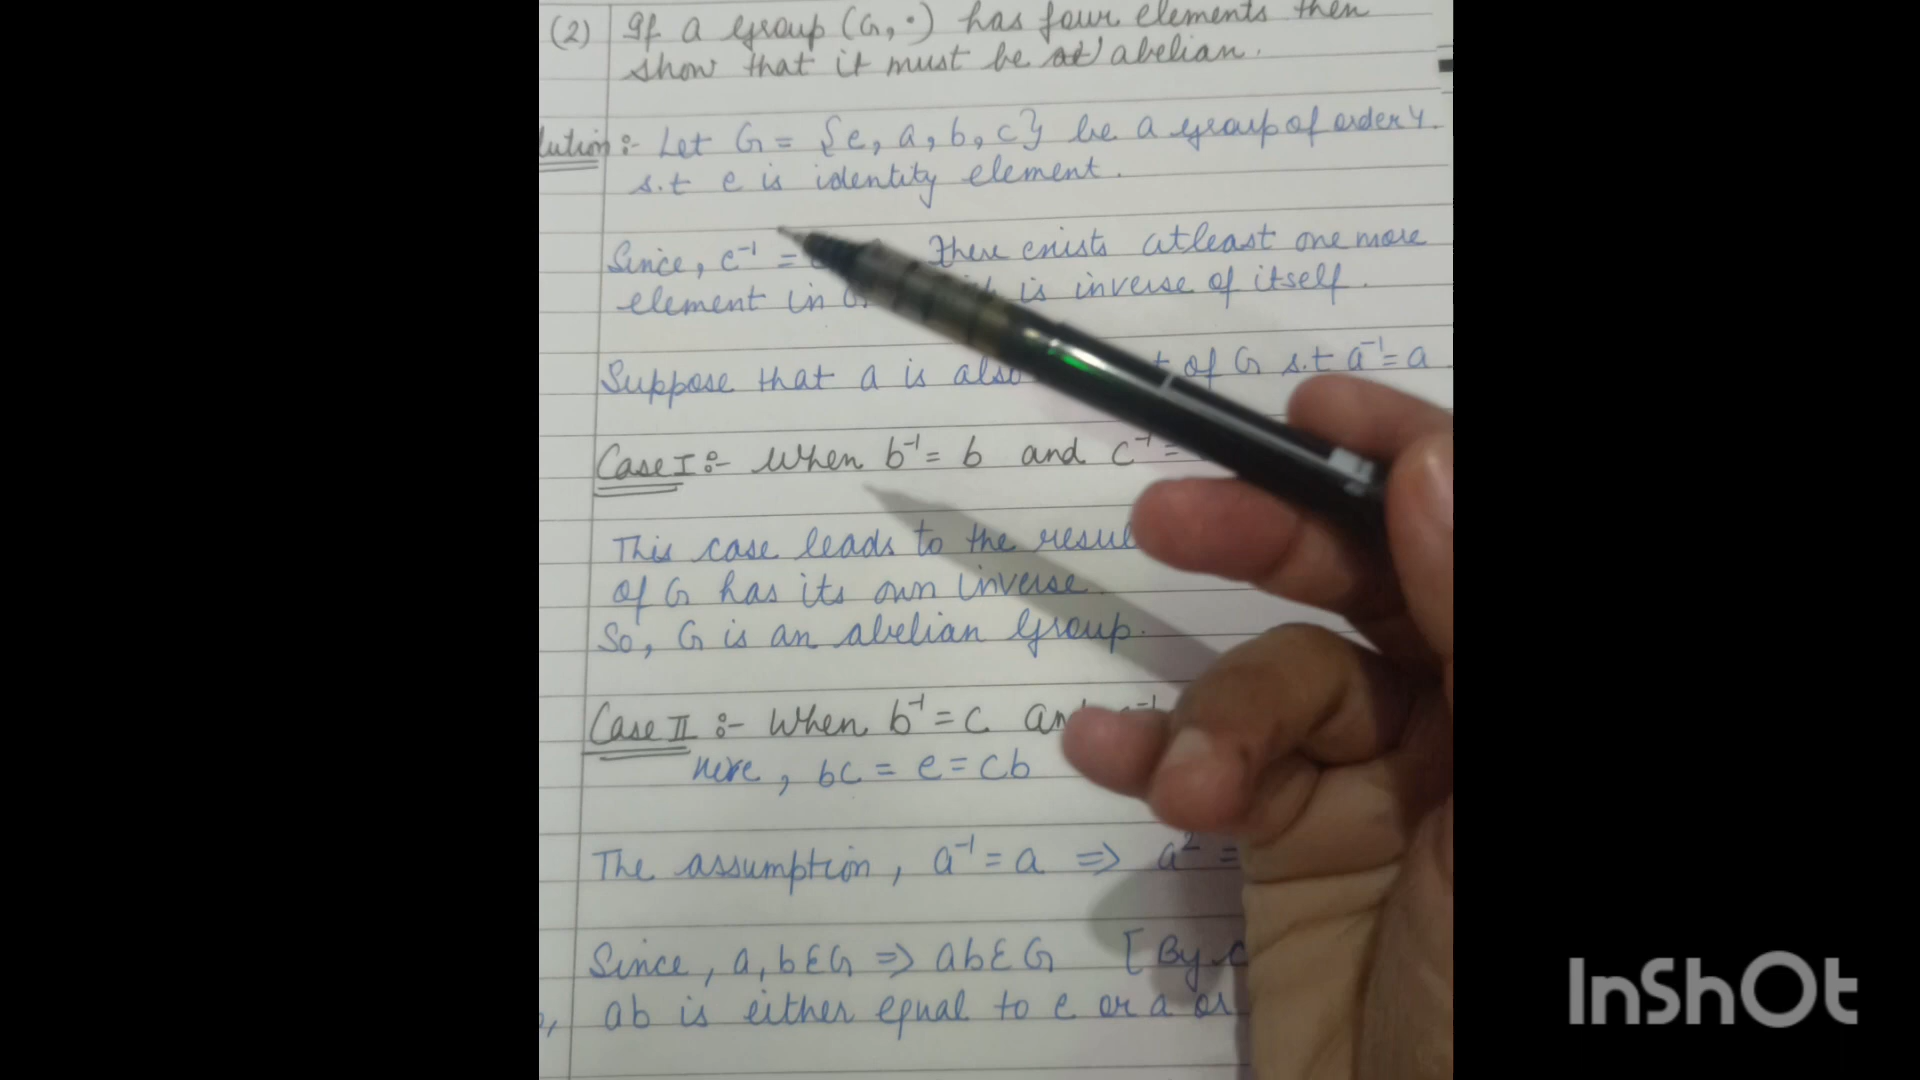 (2) If a group (G, ·) has four elements then
show that it must be abelian.
lution :- Let G = {e, a, b, c} be a group of order 4.
s.t e is identity element.
Since, e⁻¹ = There exists atleast one more
element in is inverse of itself.
Suppose that a is also of G s.t a⁻¹ = a
Case I :- When b⁻¹ = b and c⁻¹ =
This case leads to the resul
of G has its own inverse.
So, G is an abelian Group.
Case II :- When b⁻¹ = c and
Here, bc = e = cb
The assumption, a⁻¹ = a ⇒ a² =
Since, a, b ∈ G ⇒ ab ∈ G [By c
ab is either equal to e or a or
InShOt